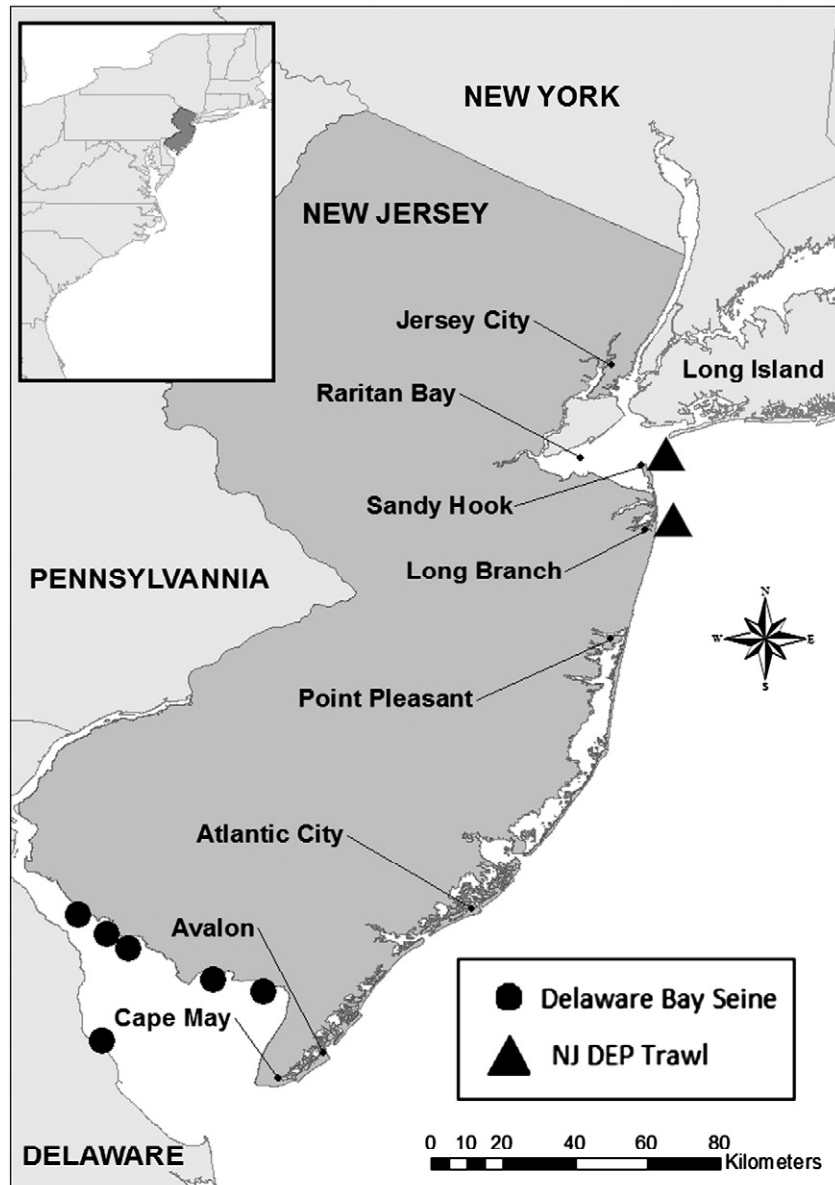 NEW YORK
NEW JERSEY
Jersey City
Long Island
Raritan Bay
Sandy Hook
Long Branch
PENNSYLVANNIA
N
W
E
S
Point Pleasant
Atlantic City
Avalon
Cape May
Delaware Bay Seine
NJ DEP Trawl
DELAWARE
0 10 20 40 60 80
Kilometers